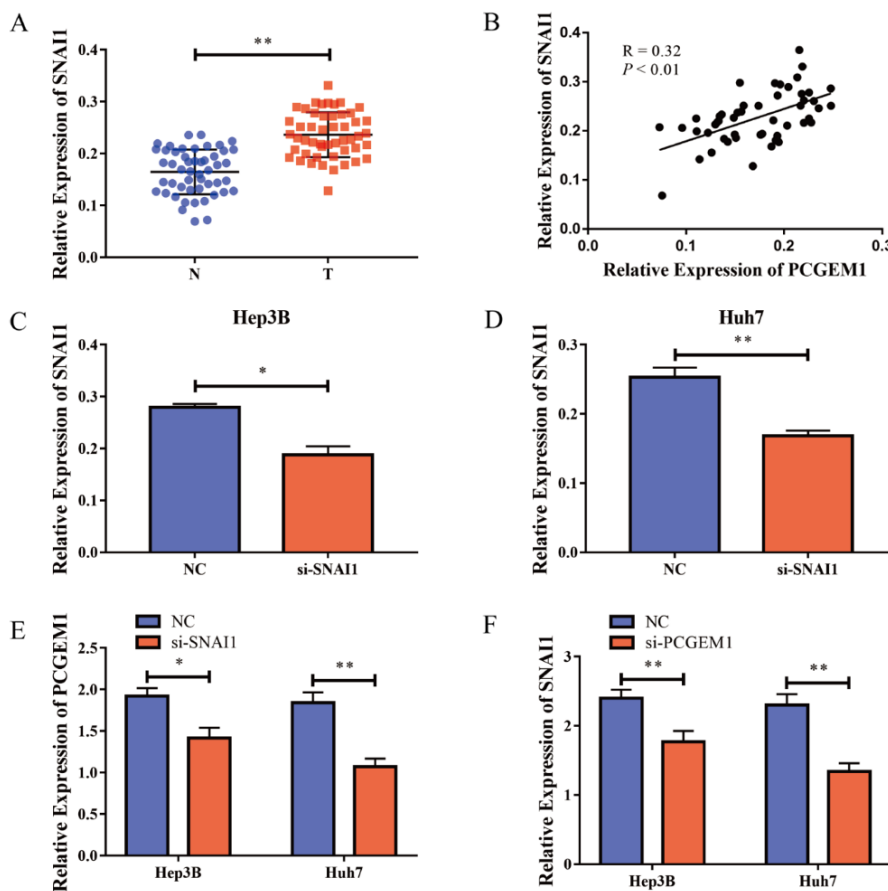 A
**
Relative Expression of SNAI1
0.4
0.3
0.2
0.1
0.0
N
T
B
R = 0.32
P < 0.01
Relative Expression of SNAI1
0.4
0.3
0.2
0.1
0.0
0.0
0.1
0.2
0.3
Relative Expression of PCGEM1
C
Hep3B
*
Relative Expression of SNAI1
0.4
0.3
0.2
0.1
0.0
NC
si-SNAI1
D
Huh7
**
Relative Expression of SNAI1
0.3
0.2
0.1
0.0
NC
si-SNAI1
E
NC
si-SNAI1
*
**
Relative Expression of PCGEM1
2.5
2.0
1.5
1.0
0.5
0.0
Hep3B
Huh7
F
NC
si-PCGEM1
**
**
Relative Expression of SNAI1
3
2
1
0
Hep3B
Huh7